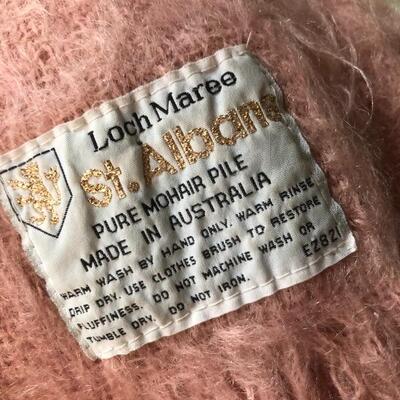 Loch Maree
St. Albans
PURE MOHAIR PILE
MADE IN AUSTRALIA
WARM WASH BY HAND ONLY. WARM RINSE
DRIP DRY. USE CLOTHES BRUSH TO RESTORE
FLUFFINESS. DO NOT MACHINE WASH OR
TUMBLE DRY. DO NOT IRON. EZ821